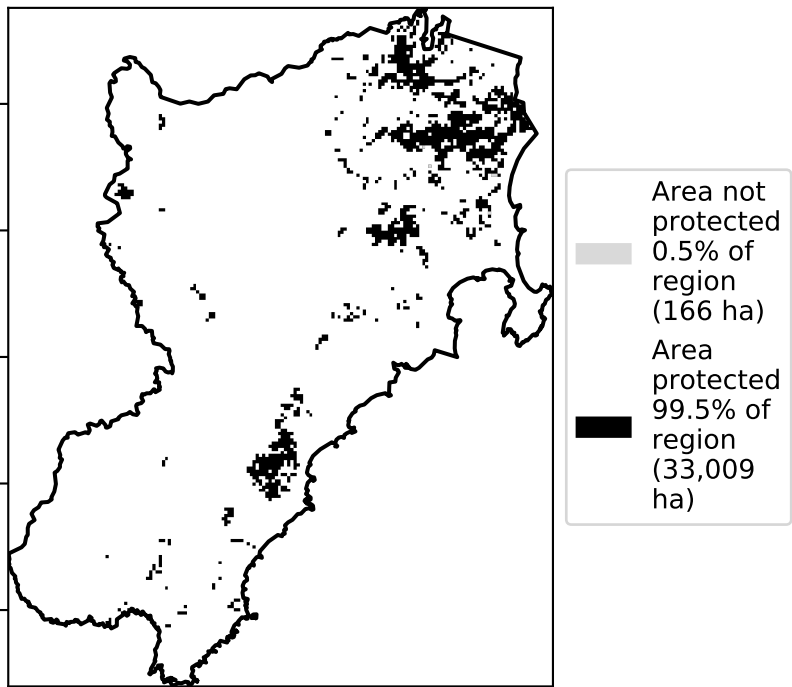 Area not
protected
0.5% of
region
(166 ha)
Area
protected
99.5% of
region
(33,009
ha)